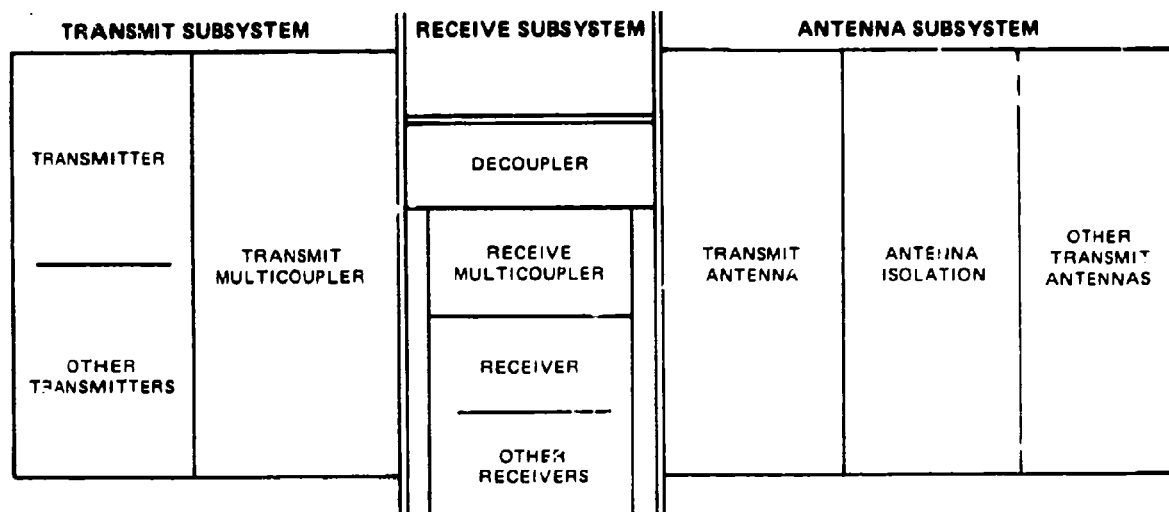 TRANSMIT SUBSYSTEM
RECEIVE SUBSYSTEM
ANTENNA SUBSYSTEM
TRANSMITTER
OTHER
TRANSMITTERS
TRANSMIT
MULTICOUPLER
DECOUPLER
RECEIVE
MULTICOUPLER
RECEIVER
OTHER
RECEIVERS
TRANSMIT
ANTENNA
ANTENNA
ISOLATION
OTHER
TRANSMIT
ANTENNAS